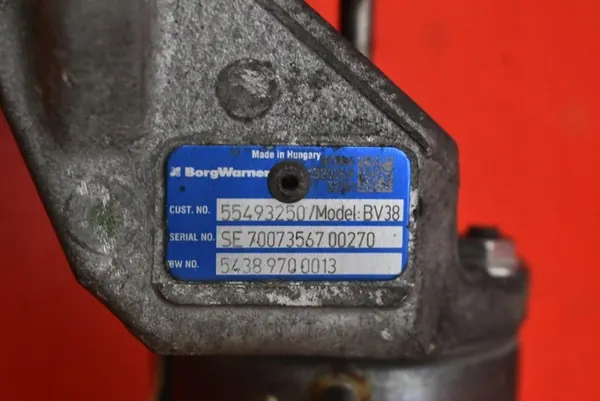 Made in Hungary
BorgWarner
CUST. NO. 55493250/Model:BV38
SERIAL NO. SE 70073567 00270
BW NO. 5438 970 0013